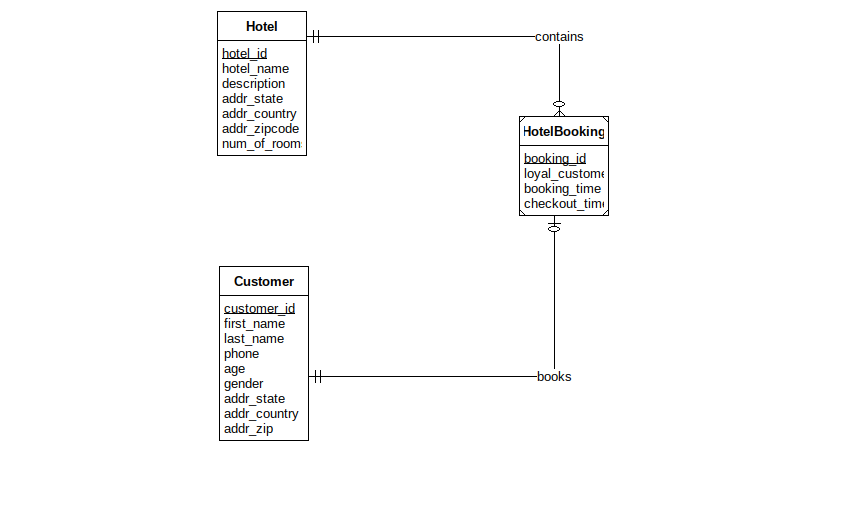 Hotel
hotel_id
hotel_name
description
addr_state
addr_country
addr_zipcode
num_of_room
contains
HotelBooking
booking_id
loyal_custome
booking_time
checkout_tim
Customer
customer_id
first_name
last_name
phone
age
gender
addr_state
addr_country
addr_zip
books